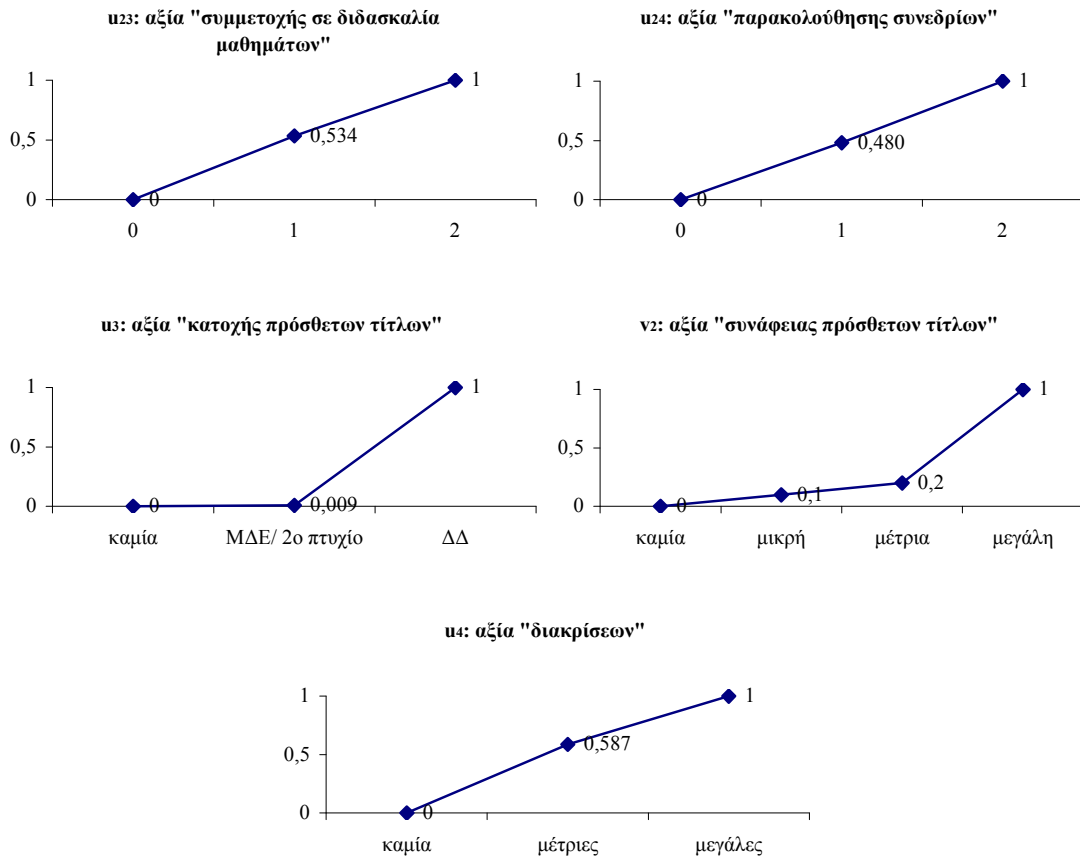 u23: αξία "συμμετοχής σε διδασκαλία
μαθημάτων"
1
0,5
0
0
0,534
1
0
1
2
u24: αξία "παρακολούθησης συνεδρίων"
1
0,5
0
0
0,480
1
0
1
2
u3: αξία "κατοχής πρόσθετων τίτλων"
1
0,5
0
0
0,009
1
καμία
ΜΔΕ/ 2ο πτυχίο
ΔΔ
v2: αξία "συνάφειας πρόσθετων τίτλων"
1
0,5
0
0
0,1
0,2
1
καμία
μικρή
μέτρια
μεγάλη
u4: αξία "διακρίσεων"
1
0,5
0
0
0,587
1
καμία
μέτριες
μεγάλες